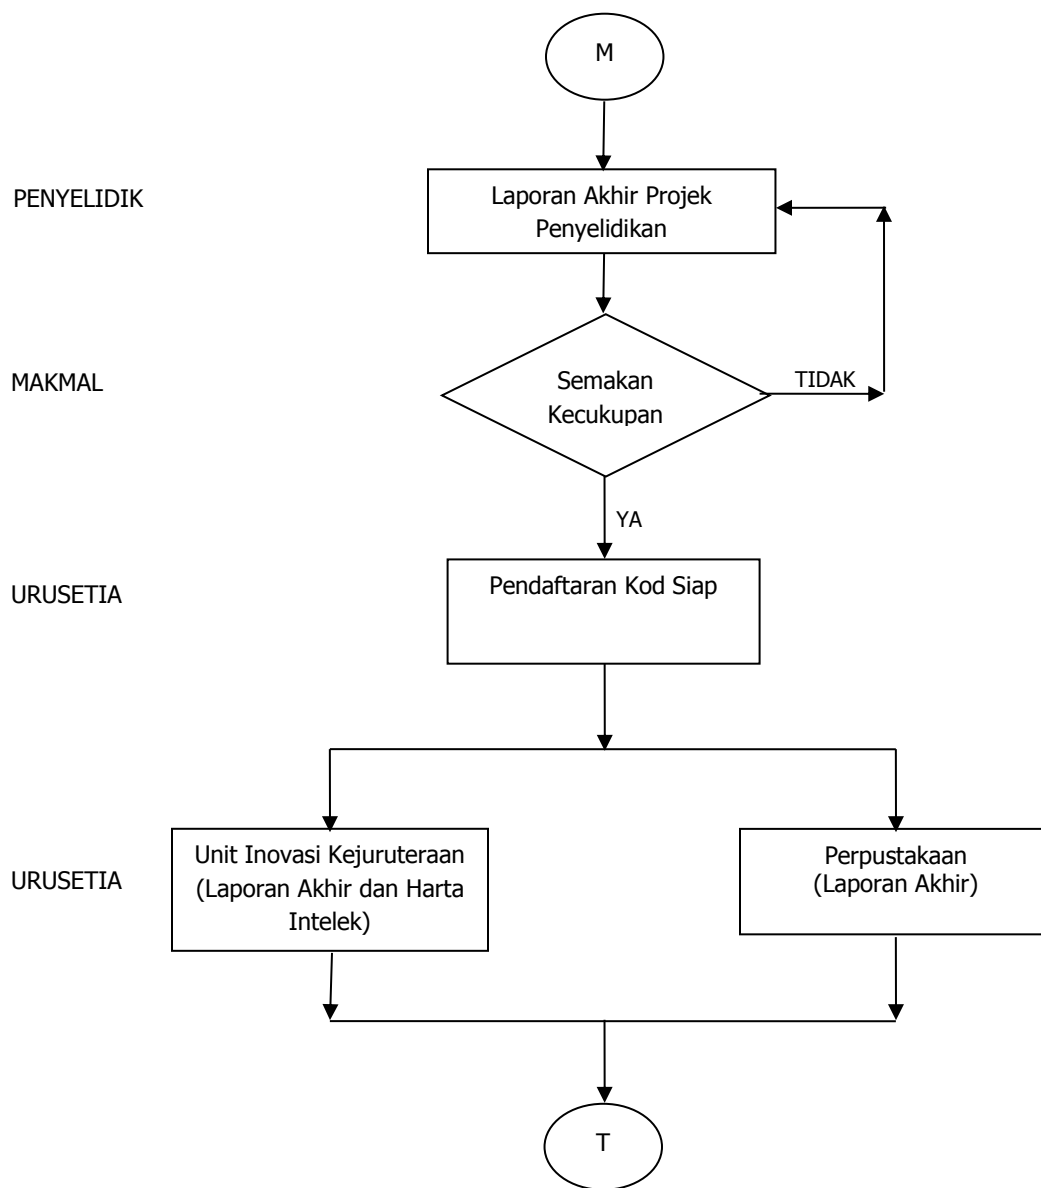 M
PENYELIDIK
Laporan Akhir Projek
Penyelidikan
MAKMAL
Semakan
Kecukupan
TIDAK
YA
URUSETIA
Pendaftaran Kod Siap
URUSETIA
Unit Inovasi Kejuruteraan
(Laporan Akhir dan Harta
Intelek)
Perpustakaan
(Laporan Akhir)
T